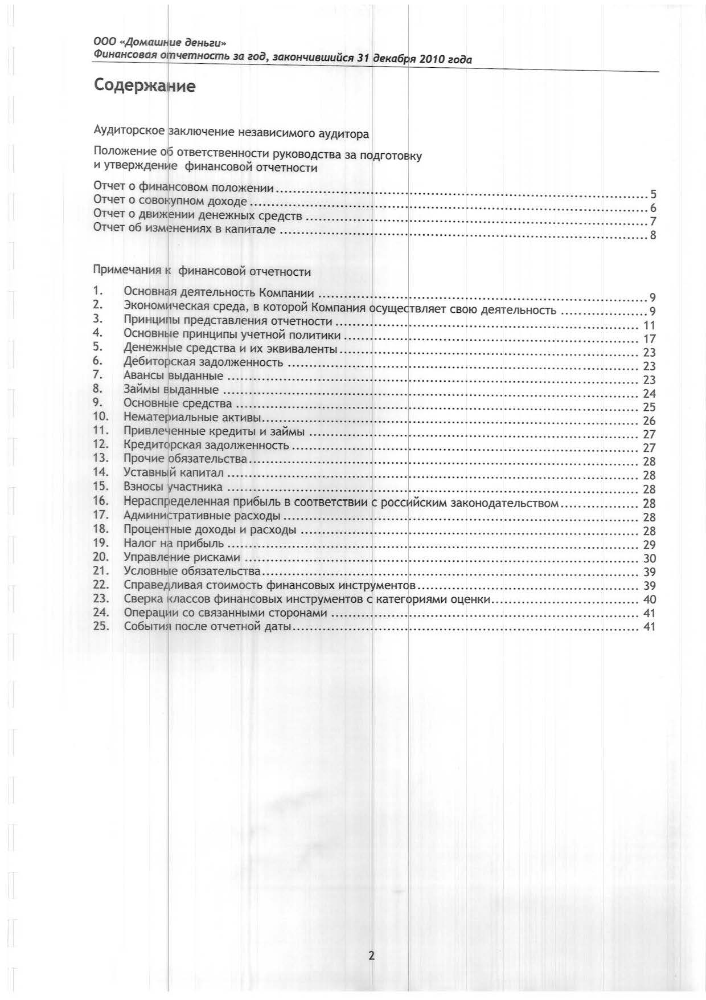 ООО «Домашние деньги»
Финансовая отчетность за год, закончившийся 31 декабря 2010 года
Содержание
Аудиторское заключение независимого аудитора
Положение об ответственности руководства за подготовку
и утверждение финансовой отчетности
Отчет о финансовом положении ........ 5
Отчет о совокупном доходе ........ 6
Отчет о движении денежных средств ........ 7
Отчет об изменениях в капитале ........ 8
Примечания к финансовой отчетности
1. Основная деятельность Компании ........ 9
2. Экономическая среда, в которой Компания осуществляет свою деятельность ........ 9
3. Принципы представления отчетности ........ 11
4. Основные принципы учетной политики ........ 17
5. Денежные средства и их эквиваленты ........ 23
6. Дебиторская задолженность ........ 23
7. Авансы выданные ........ 23
8. Займы выданные ........ 24
9. Основные средства ........ 25
10. Нематериальные активы ........ 26
11. Привлеченные кредиты и займы ........ 27
12. Кредиторская задолженность ........ 27
13. Прочие обязательства ........ 28
14. Уставный капитал ........ 28
15. Взносы участника ........ 28
16. Нераспределенная прибыль в соответствии с российским законодательством ........ 28
17. Административные расходы ........ 28
18. Процентные доходы и расходы ........ 28
19. Налог на прибыль ........ 29
20. Управление рисками ........ 30
21. Условные обязательства ........ 39
22. Справедливая стоимость финансовых инструментов ........ 39
23. Сверка классов финансовых инструментов с категориями оценки ........ 40
24. Операции со связанными сторонами ........ 41
25. События после отчетной даты ........ 41
2